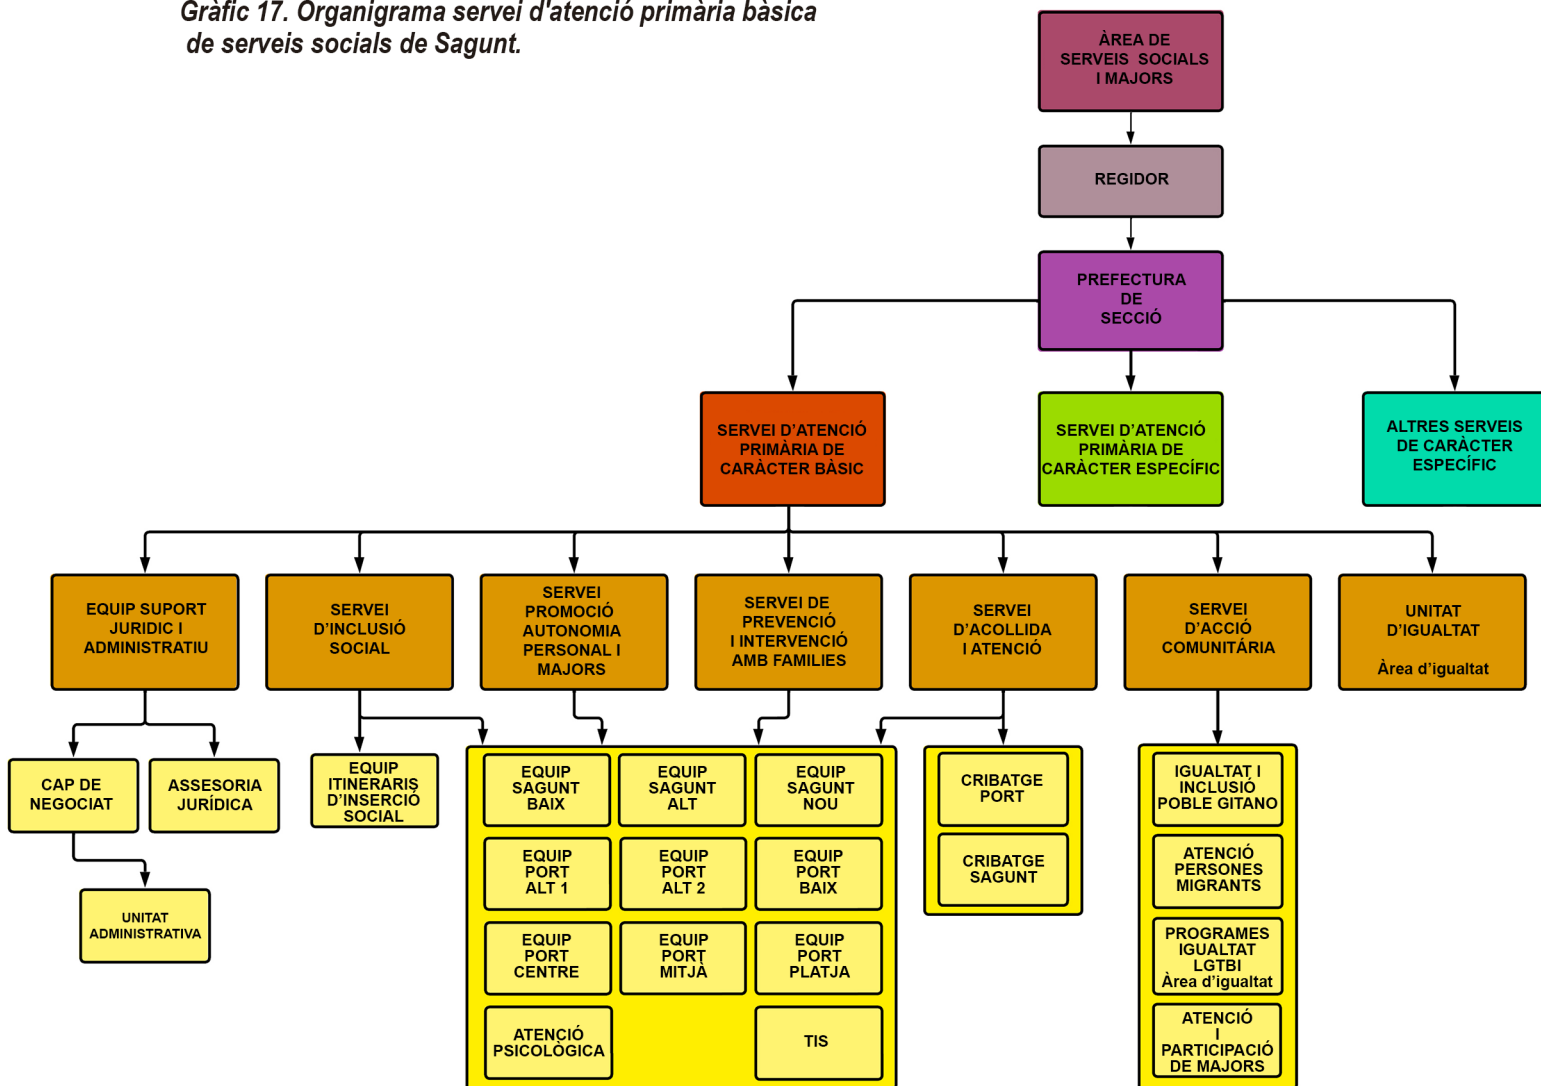 Gràfic 17. Organigrama servei d'atenció primària bàsica
de serveis socials de Sagunt.
ÀREA DE
SERVEIS SOCIALS
I MAJORS
REGIDOR
PREFECTURA
DE
SECCIÓ
SERVEI D'ATENCIÓ
PRIMÀRIA DE
CARÀCTER BÀSIC
SERVEI D'ATENCIÓ
PRIMÀRIA DE
CARÀCTER ESPECÍFIC
ALTRES SERVEIS
DE CARÀCTER
ESPECÍFIC
EQUIP SUPORT
JURIDIC I
ADMINISTRATIU
SERVEI
D'INCLUSIÓ
SOCIAL
SERVEI
PROMOCIÓ
AUTONOMIA
PERSONAL I
MAJORS
SERVEI DE
PREVENCIÓ
I INTERVENCIÓ
AMB FAMILIES
SERVEI
D'ACOLLIDA
I ATENCIÓ
SERVEI
D'ACCIÓ
COMUNITÁRIA
UNITAT
D'IGUALTAT
Àrea d'igualtat
CAP DE
NEGOCIAT
ASSESORIA
JURÍDICA
UNITAT
ADMINISTRATIVA
EQUIP
ITINERARIS
D'INSERCIÓ
SOCIAL
EQUIP
SAGUNT
BAIX
EQUIP
SAGUNT
ALT
EQUIP
SAGUNT
NOU
EQUIP
PORT
ALT 1
EQUIP
PORT
ALT 2
EQUIP
PORT
BAIX
EQUIP
PORT
CENTRE
EQUIP
PORT
MITJÀ
EQUIP
PORT
PLATJA
ATENCIÓ
PSICOLÒGICA
TIS
CRIBATGE
PORT
CRIBATGE
SAGUNT
IGUALTAT I
INCLUSIÓ
POBLE GITANO
ATENCIÓ
PERSONES
MIGRANTS
PROGRAMES
IGUALTAT
LGTBI
Àrea d'igualtat
ATENCIÓ
I
PARTICIPACIÓ
DE MAJORS